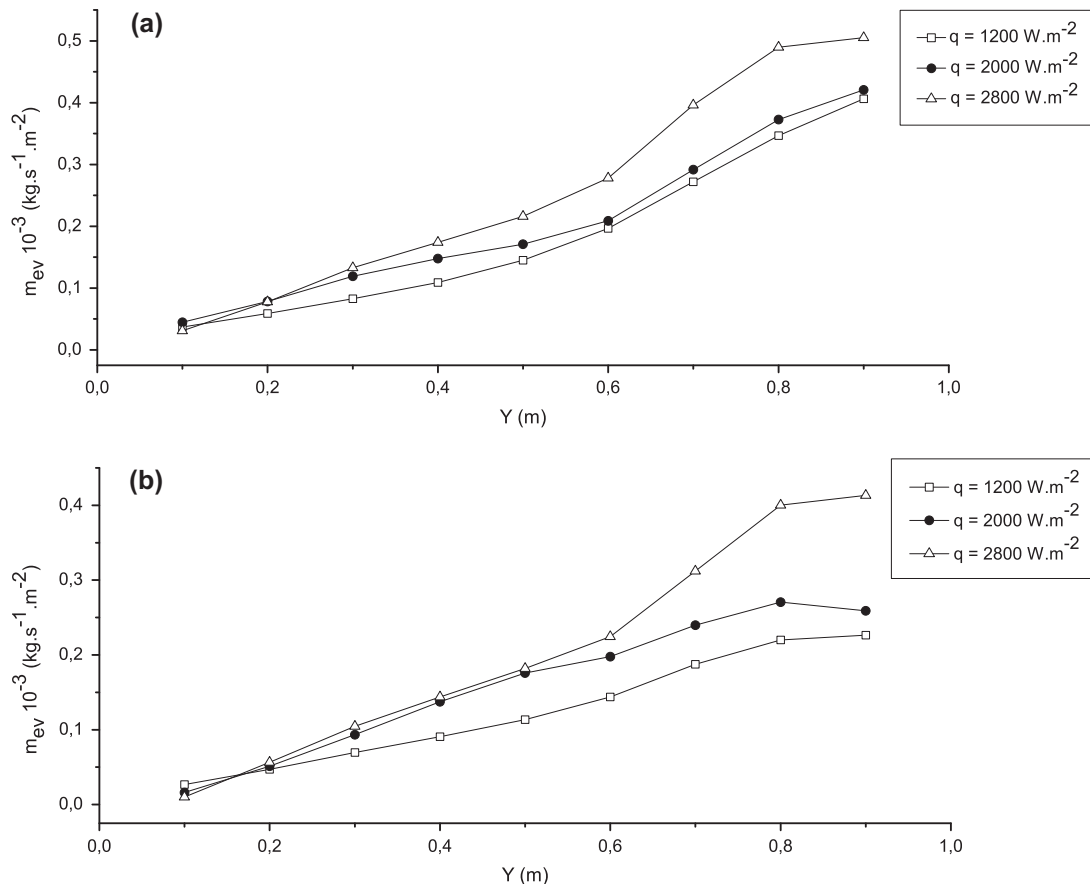 (a)
q = 1200 W.m-2
q = 2000 W.m-2
q = 2800 W.m-2
0,5
0,4
0,3
0,2
0,1
0,0
mev 10-3 (kg.s-1.m-2)
0,0 0,2 0,4 0,6 0,8 1,0
Y (m)
(b)
q = 1200 W.m-2
q = 2000 W.m-2
q = 2800 W.m-2
0,4
0,3
0,2
0,1
0,0
mev 10-3 (kg.s-1.m-2)
0,0 0,2 0,4 0,6 0,8 1,0
Y (m)